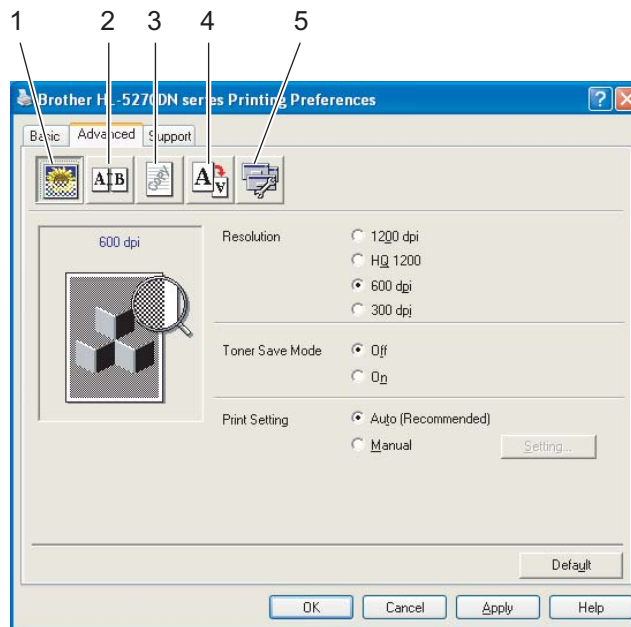 1 2 3 4 5
Brother HL-5270DN series Printing Preferences
Basic Advanced Support
A B COPY A A
600 dpi
Resolution 1200 dpi
HQ 1200
600 dpi
300 dpi
Toner Save Mode Off
On
Print Setting Auto (Recommended)
Manual Setting...
Default
OK Cancel Apply Help